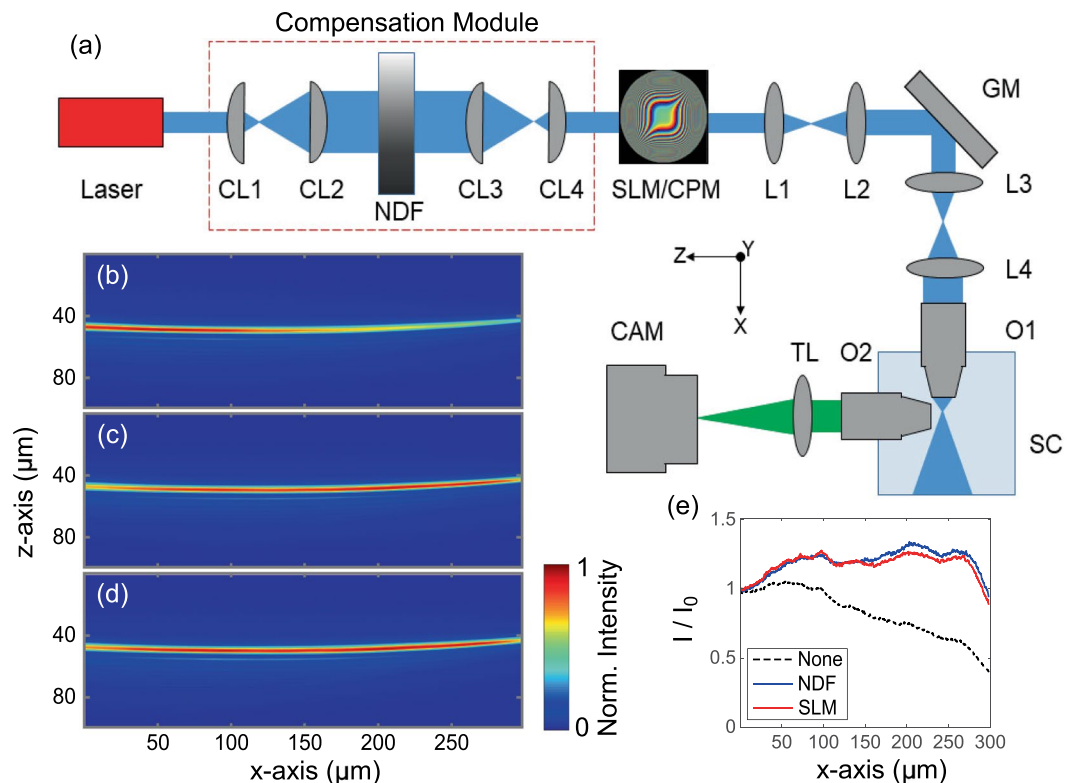 Compensation Module
(a)
GM
Laser
CL1
CL2
NDF
CL3
CL4
SLM/CPM
L1
L2
L3
L4
Z
Y
X
CAM
TL
O2
O1
SC
(b)
40
80
(c)
40
80
(d)
40
80
z-axis (µm)
50
100
150
200
250
x-axis (µm)
1
0
Norm. Intensity
(e)
1.5
1
0.5
0
I / I0
None
NDF
SLM
0
50
100
150
200
250
300
x-axis (µm)